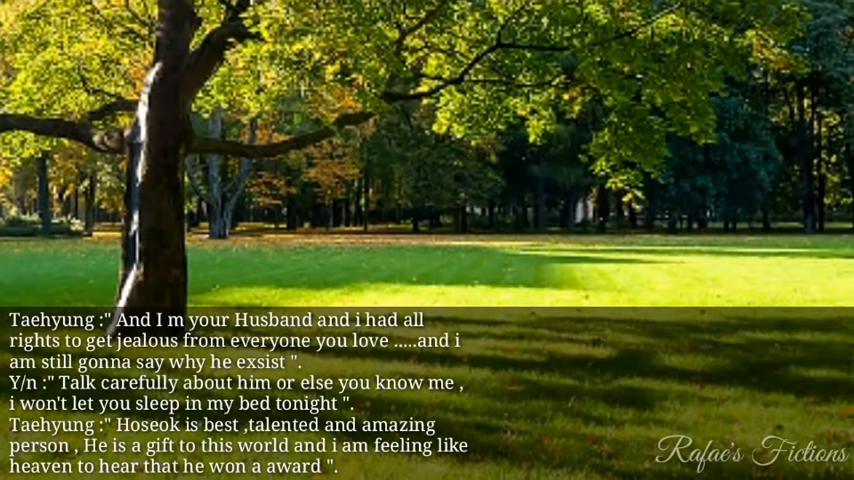 Taehyung :" And I m your Husband and i had all
rights to get jealous from everyone you love .....and i
am still gonna say why he exsist ".
Y/n :" Talk carefully about him or else you know me ,
i won't let you sleep in my bed tonight ".
Taehyung :" Hoseok is best ,talented and amazing
person , He is a gift to this world and i am feeling like
heaven to hear that he won a award ".
Rafae's Fictions